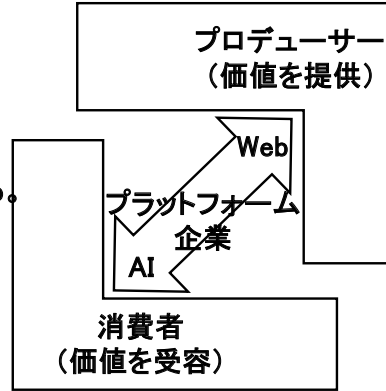 プロデューサー
(価値を提供)
Web
プラットフォーム
企業
AI
消費者
(価値を受容)